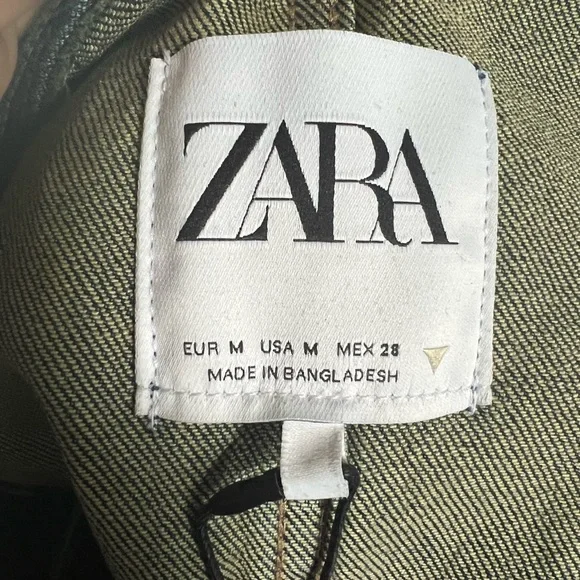 ZARA
EUR M USA M MEX 28
MADE IN BANGLADESH